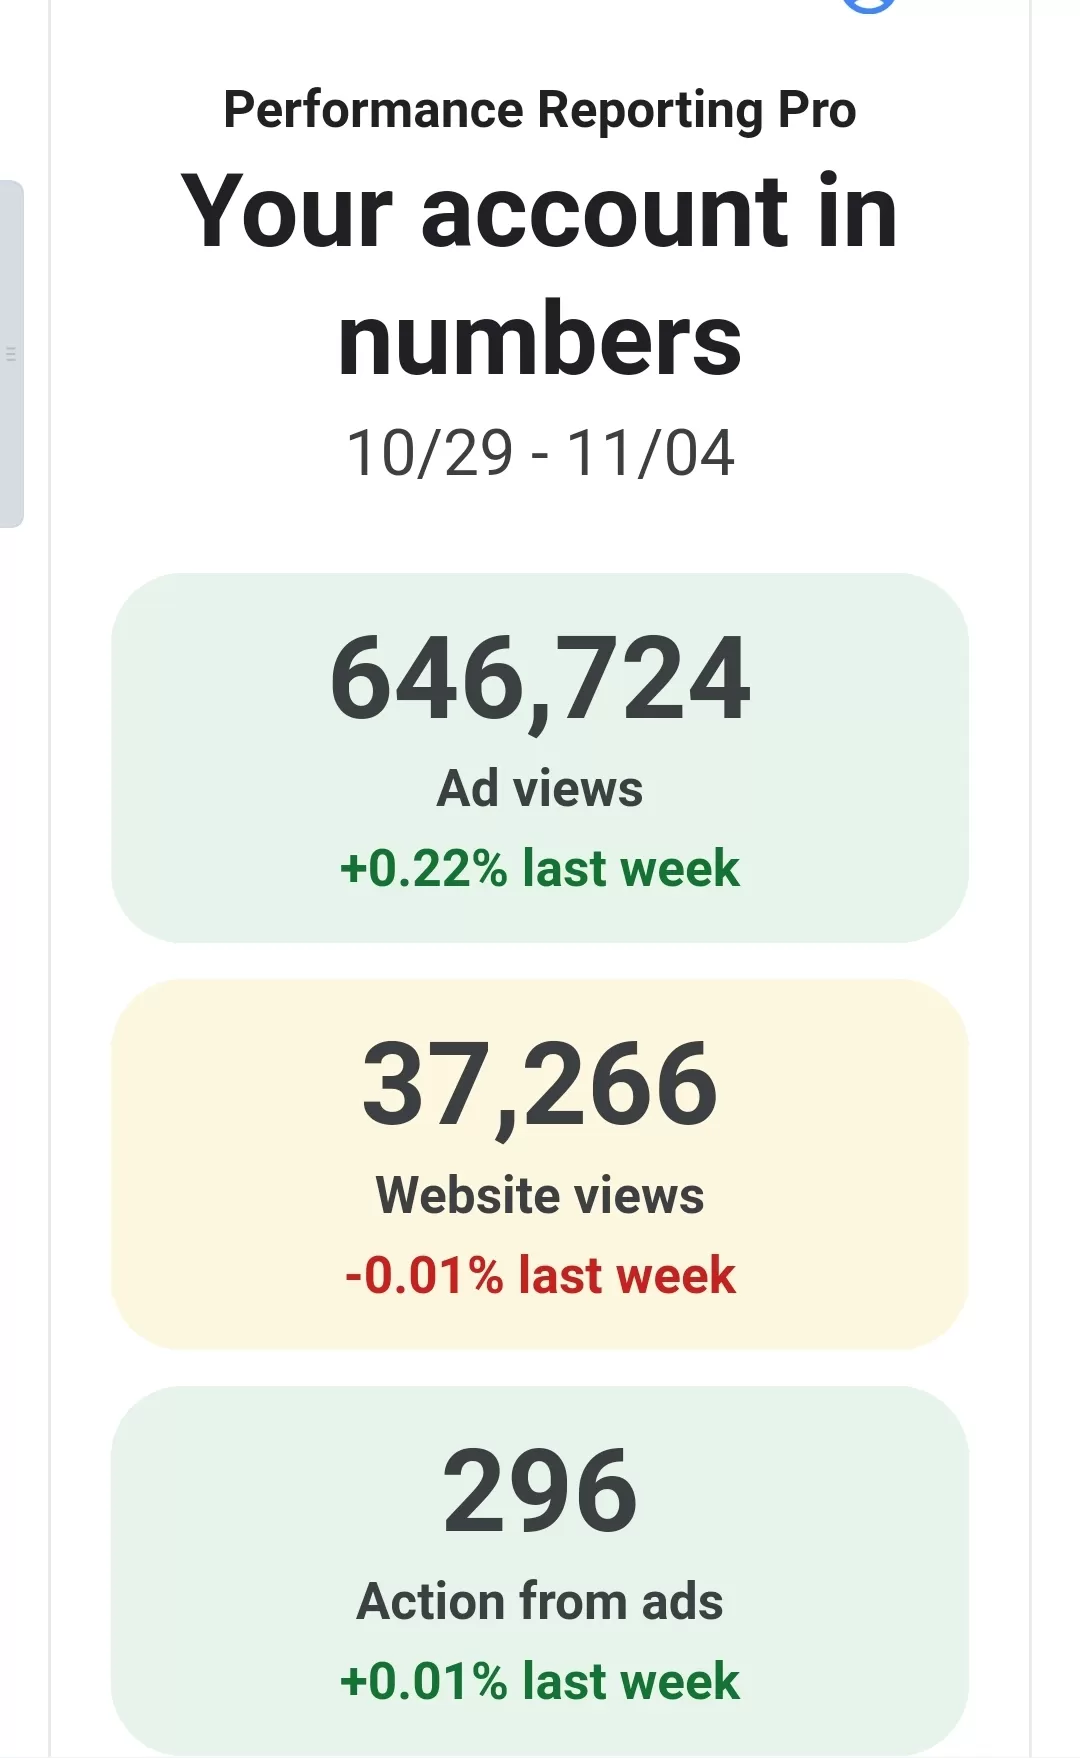 Performance Reporting Pro
Your account in
numbers
10/29 - 11/04
646,724
Ad views
+0.22% last week
37,266
Website views
-0.01% last week
296
Action from ads
+0.01% last week